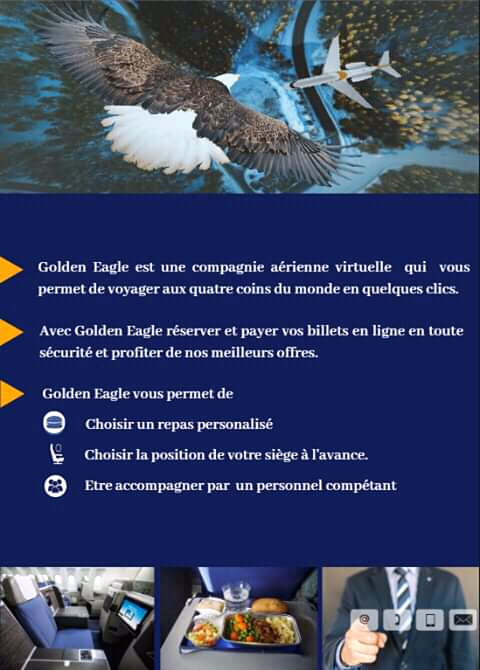 Golden Eagle est une compagnie aérienne virtuelle qui vous
permet de voyager aux quatre coins du monde en quelques clics.
Avec Golden Eagle réserver et payer vos billets en ligne en toute
sécurité et profiter de nos meilleurs offres.
Golden Eagle vous permet de
Choisir un repas personalisé
Choisir la position de votre siège à l'avance.
Etre accompagner par un personnel compétant